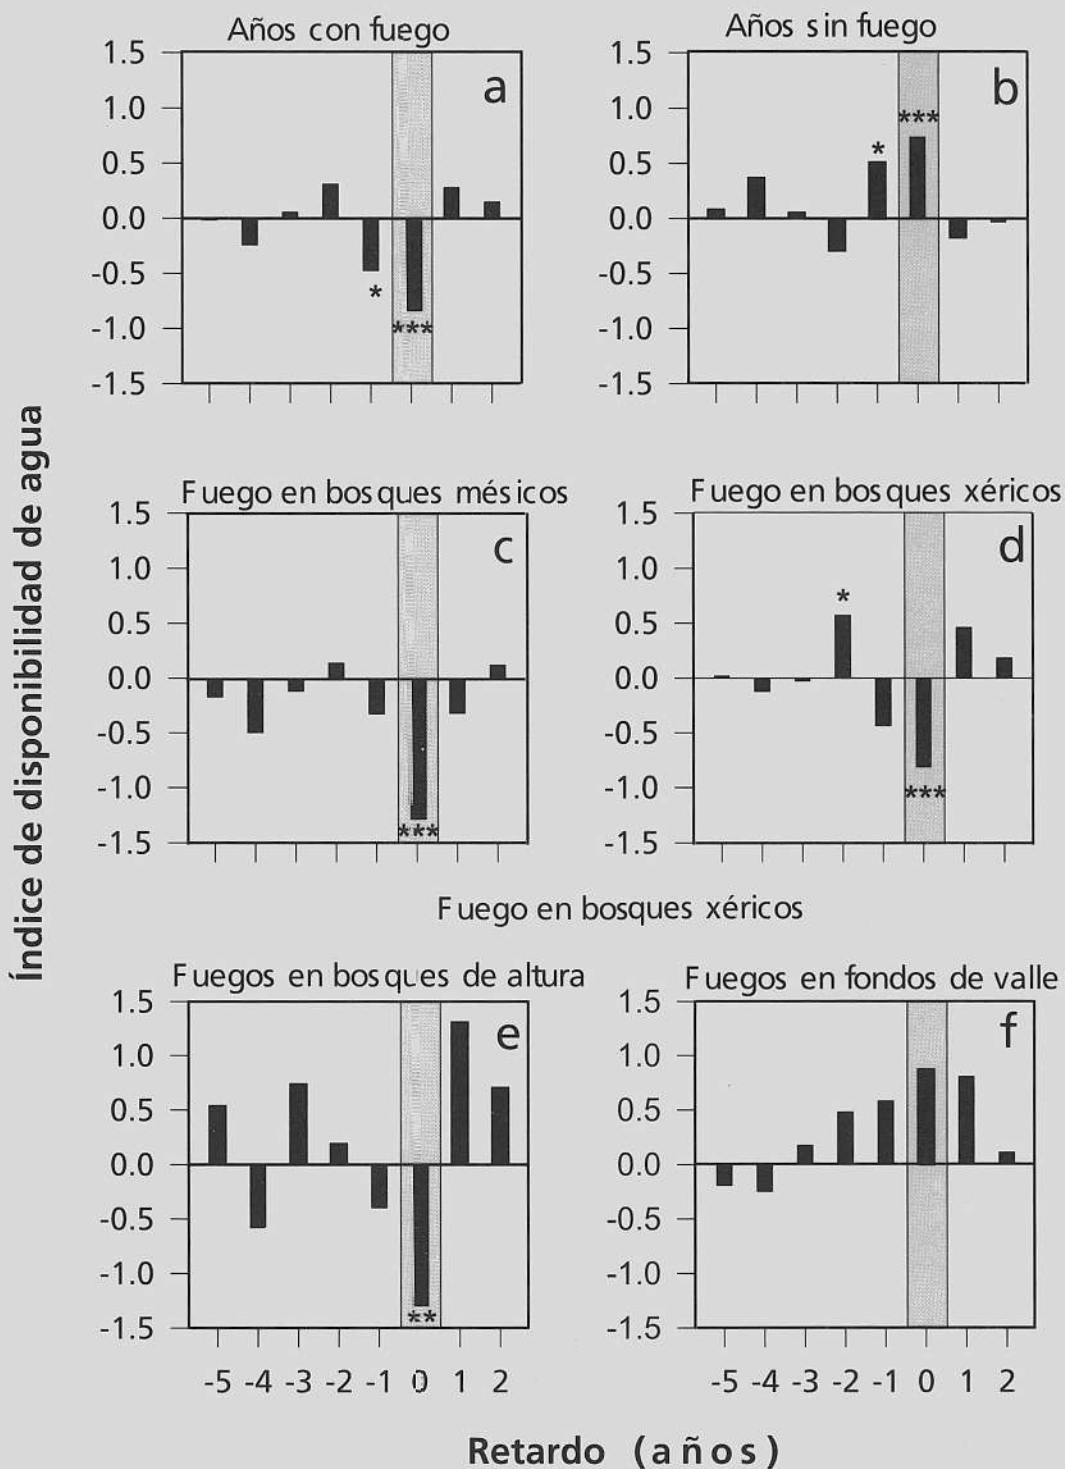 Años con fuego
Años sin fuego
1.5
1.0
0.5
0.0
-0.5
-1.0
-1.5
a
*
***
1.5
1.0
0.5
0.0
-0.5
-1.0
-1.5
b
*
***
Índice de disponibilidad de agua
Fuego en bosques mésicos
Fuego en bosques xéricos
1.5
1.0
0.5
0.0
-0.5
-1.0
-1.5
c
***
1.5
1.0
0.5
0.0
-0.5
-1.0
-1.5
d
*
***
Fuego en bosques xéricos
Fuegos en bosques de altura
Fuegos en fondos de valle
1.5
1.0
0.5
0.0
-0.5
-1.0
-1.5
e
**
-5 -4 -3 -2 -1 0 1 2
1.5
1.0
0.5
0.0
-0.5
-1.0
-1.5
f
-5 -4 -3 -2 -1 0 1 2
Retardo (años)